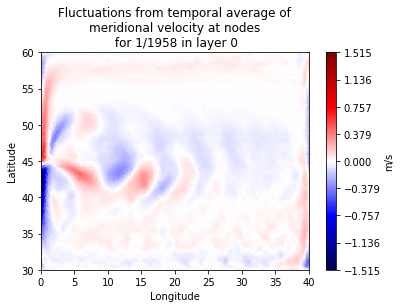 Fluctuations from temporal average of
meridional velocity at nodes
for 1/1958 in layer 0
60
55
50
45
40
35
30
Latitude
0 5 10 15 20 25 30 35 40
Longitude
1.515
1.136
0.757
0.379
0.000
−0.379
−0.757
−1.136
−1.515
m/s